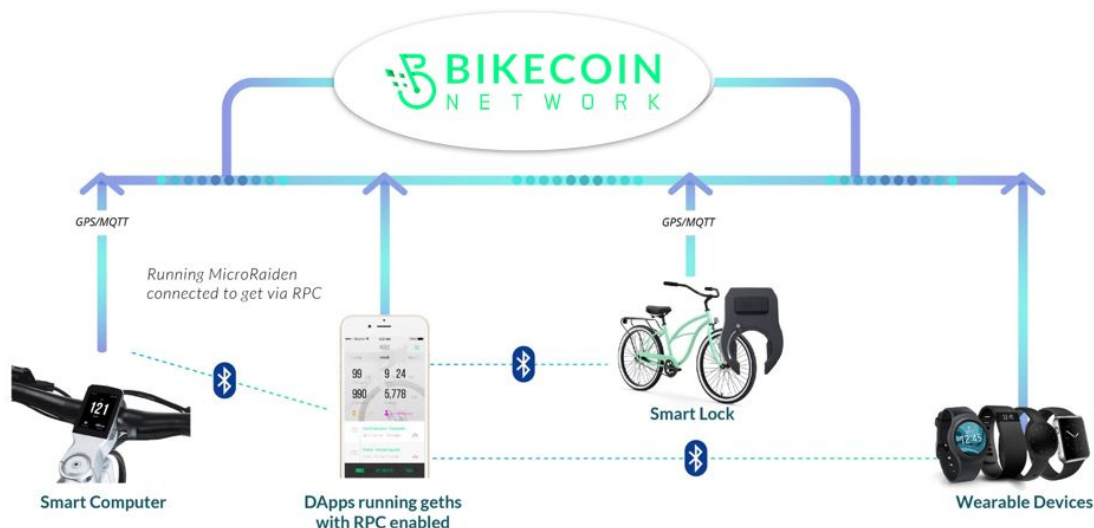 BIKECOIN
NETWORK
GPS/MQTT
GPS/MQTT
Running MicroRaiden
connected to get via RPC
99
9 24
990
5,778
121
12:45
Smart Lock
Smart Computer
DApps running geths
with RPC enabled
Wearable Devices